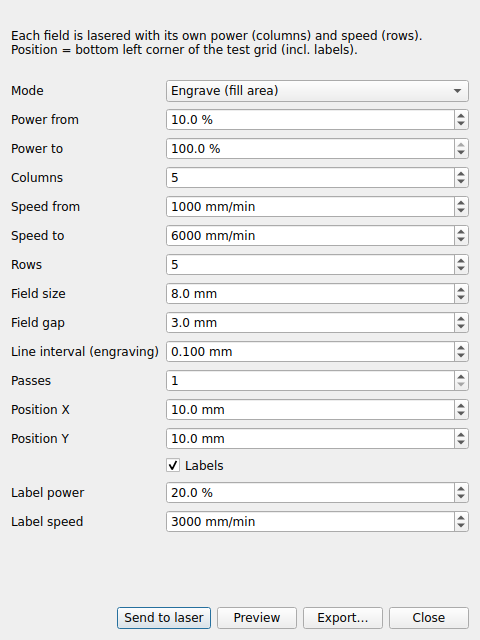 Each field is lasered with its own power (columns) and speed (rows).
Position = bottom left corner of the test grid (incl. labels).
Mode Engrave (fill area)
Power from 10.0 %
Power to 100.0 %
Columns 5
Speed from 1000 mm/min
Speed to 6000 mm/min
Rows 5
Field size 8.0 mm
Field gap 3.0 mm
Line interval (engraving) 0.100 mm
Passes 1
Position X 10.0 mm
Position Y 10.0 mm
Labels
Label power 20.0 %
Label speed 3000 mm/min
Send to laser Preview Export... Close